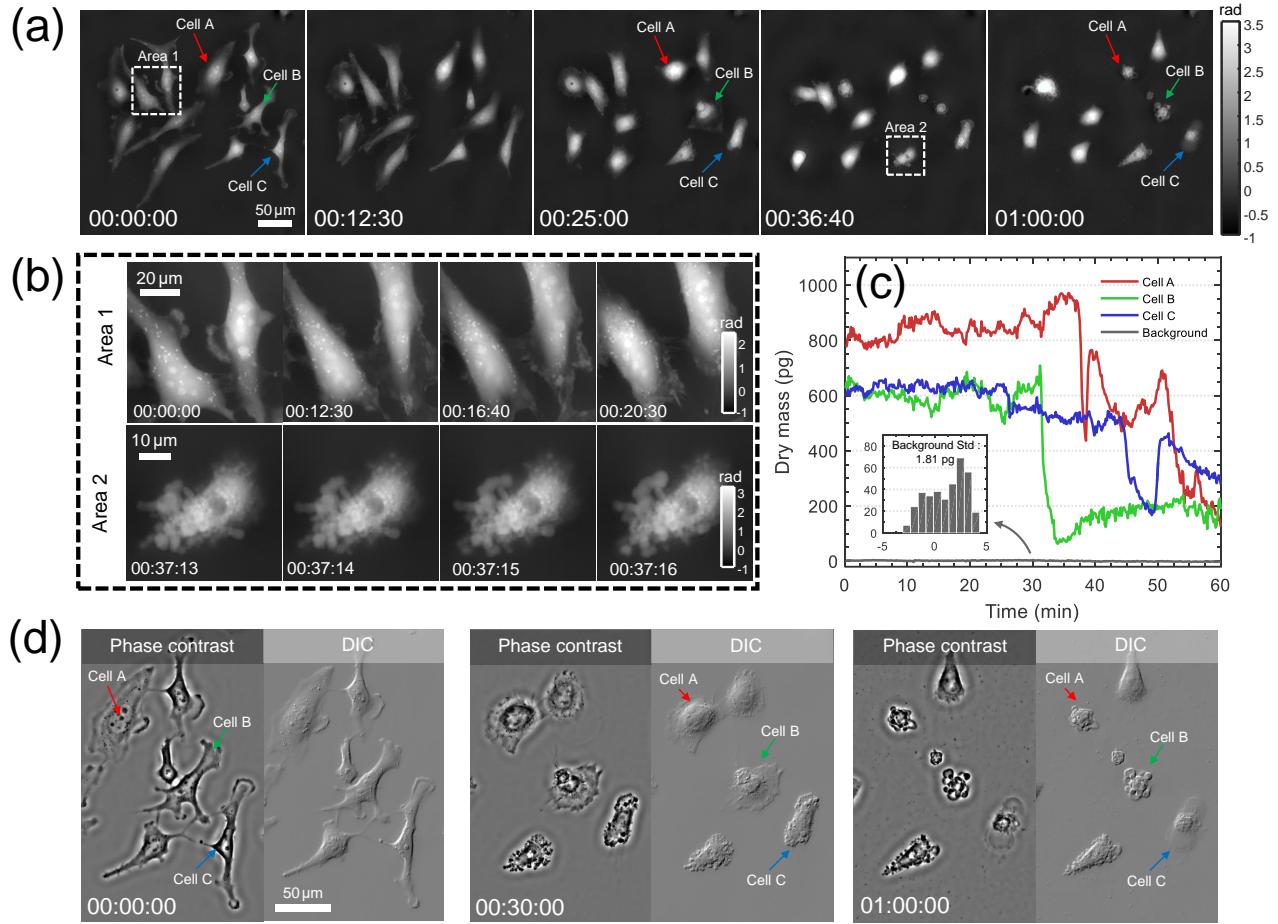 (a)
Cell A
Area 1
Cell B
Cell C
00:00:00
50 μm
00:12:30
Cell A
Cell B
Cell C
00:25:00
Area 2
00:36:40
Cell A
Cell B
Cell C
01:00:00
rad
3.5
3
2.5
2
1.5
1
0.5
0
-0.5
-1
(b)
Area 1
20 μm
00:00:00
00:12:30
00:16:40
00:20:30
rad
2
1
0
-1
Area 2
10 μm
00:37:13
00:37:14
00:37:15
00:37:16
rad
3
2
1
0
-1
(c)
Dry mass (pg)
1000
800
600
400
200
0
Cell A
Cell B
Cell C
Background
Background Std :
1.81 pg
80
60
40
20
0
-5 0 5
0 10 20 30 40 50 60
Time (min)
(d)
Phase contrast DIC
Cell A
Cell B
Cell C
00:00:00
50 μm
Phase contrast DIC
Cell A
Cell B
Cell C
00:30:00
Phase contrast DIC
Cell A
Cell B
Cell C
01:00:00